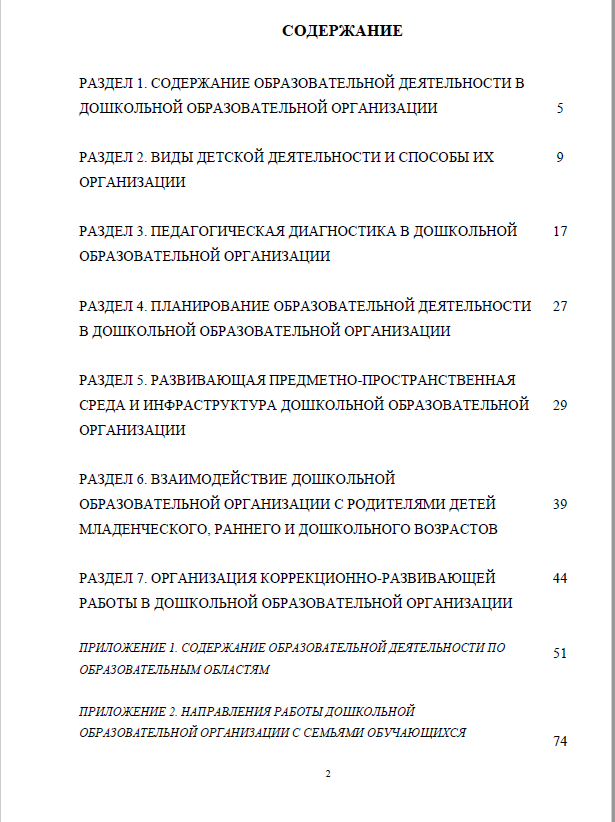 СОДЕРЖАНИЕ
РАЗДЕЛ 1. СОДЕРЖАНИЕ ОБРАЗОВАТЕЛЬНОЙ ДЕЯТЕЛЬНОСТИ В
ДОШКОЛЬНОЙ ОБРАЗОВАТЕЛЬНОЙ ОРГАНИЗАЦИИ 5
РАЗДЕЛ 2. ВИДЫ ДЕТСКОЙ ДЕЯТЕЛЬНОСТИ И СПОСОБЫ ИХ 9
ОРГАНИЗАЦИИ
РАЗДЕЛ 3. ПЕДАГОГИЧЕСКАЯ ДИАГНОСТИКА В ДОШКОЛЬНОЙ 17
ОБРАЗОВАТЕЛЬНОЙ ОРГАНИЗАЦИИ
РАЗДЕЛ 4. ПЛАНИРОВАНИЕ ОБРАЗОВАТЕЛЬНОЙ ДЕЯТЕЛЬНОСТИ 27
В ДОШКОЛЬНОЙ ОБРАЗОВАТЕЛЬНОЙ ОРГАНИЗАЦИИ
РАЗДЕЛ 5. РАЗВИВАЮЩАЯ ПРЕДМЕТНО-ПРОСТРАНСТВЕННАЯ
СРЕДА И ИНФРАСТРУКТУРА ДОШКОЛЬНОЙ ОБРАЗОВАТЕЛЬНОЙ 29
ОРГАНИЗАЦИИ
РАЗДЕЛ 6. ВЗАИМОДЕЙСТВИЕ ДОШКОЛЬНОЙ
ОБРАЗОВАТЕЛЬНОЙ ОРГАНИЗАЦИИ С РОДИТЕЛЯМИ ДЕТЕЙ 39
МЛАДЕНЧЕСКОГО, РАННЕГО И ДОШКОЛЬНОГО ВОЗРАСТОВ
РАЗДЕЛ 7. ОРГАНИЗАЦИЯ КОРРЕКЦИОННО-РАЗВИВАЮЩЕЙ 44
РАБОТЫ В ДОШКОЛЬНОЙ ОБРАЗОВАТЕЛЬНОЙ ОРГАНИЗАЦИИ
ПРИЛОЖЕНИЕ 1. СОДЕРЖАНИЕ ОБРАЗОВАТЕЛЬНОЙ ДЕЯТЕЛЬНОСТИ ПО 51
ОБРАЗОВАТЕЛЬНЫМ ОБЛАСТЯМ
ПРИЛОЖЕНИЕ 2. НАПРАВЛЕНИЯ РАБОТЫ ДОШКОЛЬНОЙ
ОБРАЗОВАТЕЛЬНОЙ ОРГАНИЗАЦИИ С СЕМЬЯМИ ОБУЧАЮЩИХСЯ 74
2